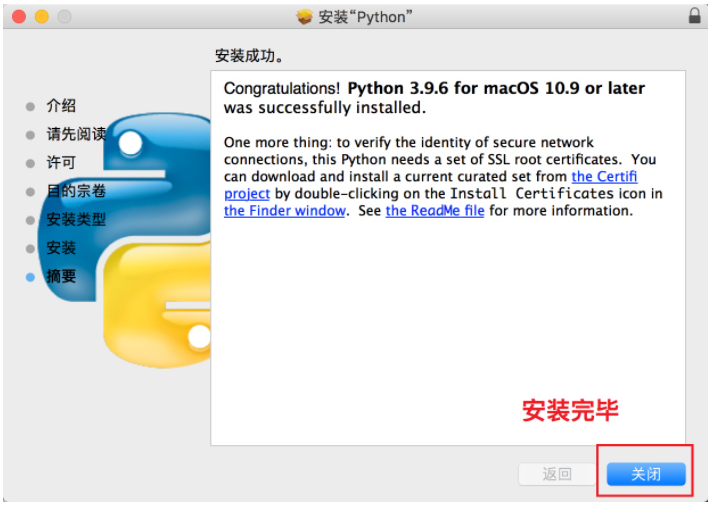 安装“Python”
安装成功。
介绍
请先阅读
许可
目的宗卷
安装类型
安装
摘要
Congratulations! Python 3.9.6 for macOS 10.9 or later
was successfully installed.
One more thing: to verify the identity of secure network
connections, this Python needs a set of SSL root certificates. You
can download and install a current curated set from the Certifi
project by double-clicking on the Install Certificates icon in
the Finder window. See the ReadMe file for more information.
安装完毕
返回 关闭